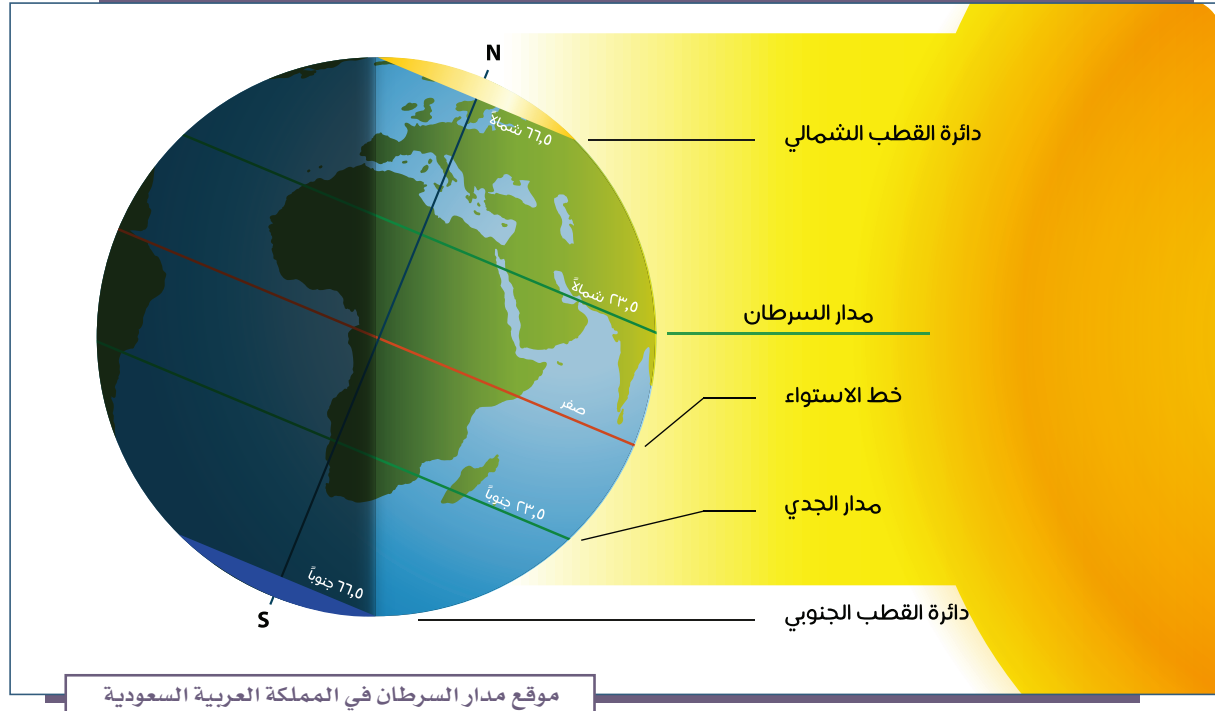 N
٦٦,٥ شمالاً
دائرة القطب الشمالي
٢٣,٥ شمالاً
مدار السرطان
خط الاستواء
صفر
مدار الجدي
٢٣,٥ جنوباً
٦٦,٥ جنوباً
دائرة القطب الجنوبي
S
موقع مدار السرطان في المملكة العربية السعودية